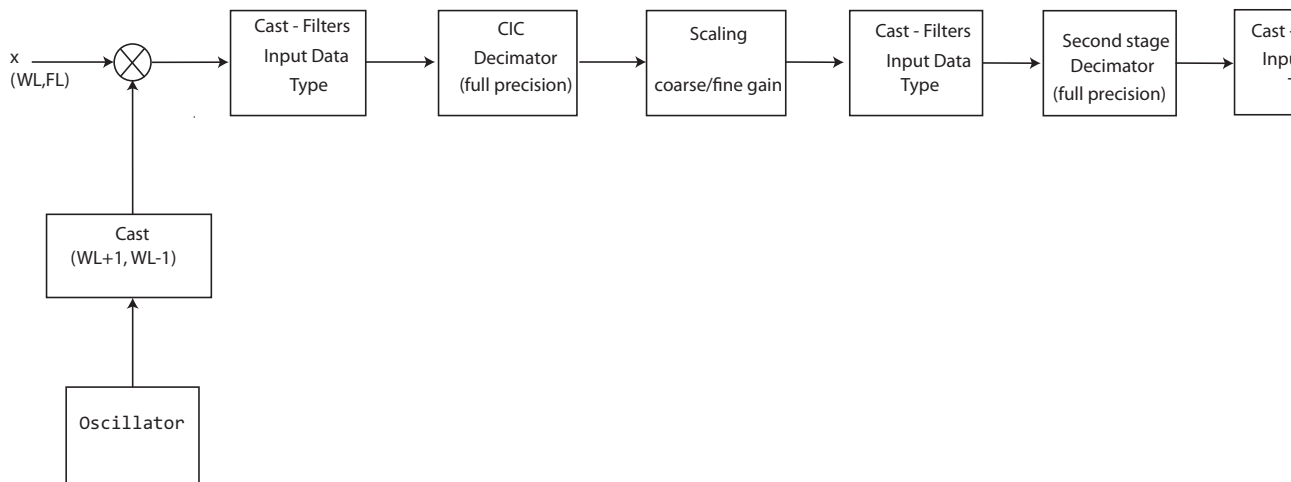 x
(WL,FL)
Cast - Filters
Input Data
Type
CIC
Decimator
(full precision)
Scaling
coarse/fine gain
Cast - Filters
Input Data
Type
Second stage
Decimator
(full precision)
Cast -
Cast
(WL+1, WL-1)
Oscillator